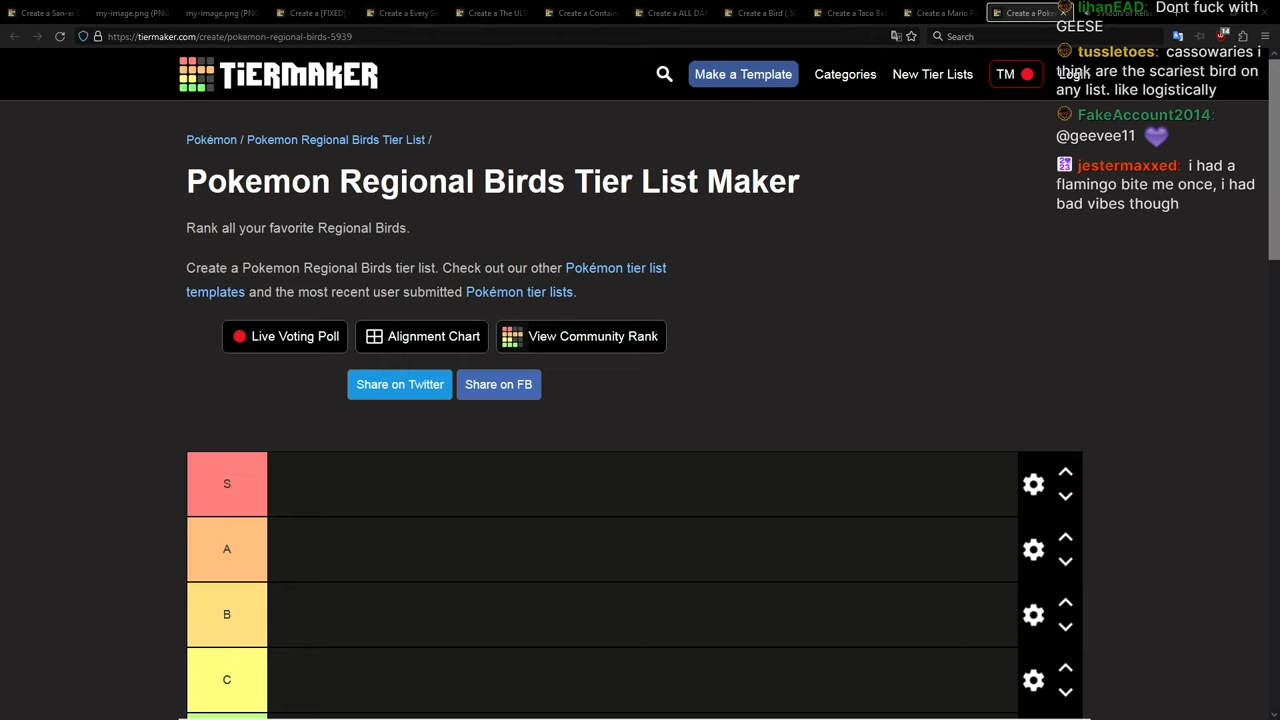 Create a San-ei S
my-image.png (PNG
my-image.png (PNG
Create a [FIXED]
Create a Every Si
Create a The ULT
Create a Contain
Create a ALL DAN
Create a Bird ( Sp
Create a Taco Be
Create a Mario P
Create a Poke
https://tiermaker.com/create/pokemon-regional-birds-5939
Search
14
TiERMAKER
Make a Template
Categories
New Tier Lists
TM
Pokémon / Pokemon Regional Birds Tier List /
Pokemon Regional Birds Tier List Maker
Rank all your favorite Regional Birds.
Create a Pokemon Regional Birds tier list. Check out our other Pokémon tier list
templates and the most recent user submitted Pokémon tier lists.
Live Voting Poll
Alignment Chart
View Community Rank
Share on Twitter
Share on FB
S
A
B
C
lihanEAD: Dont fuck with
GEESE
tussletoes: cassowaries i
think are the scariest bird on
any list. like logistically
FakeAccount2014:
@geevee11
jestermaxxed: i had a
flamingo bite me once, i had
bad vibes though